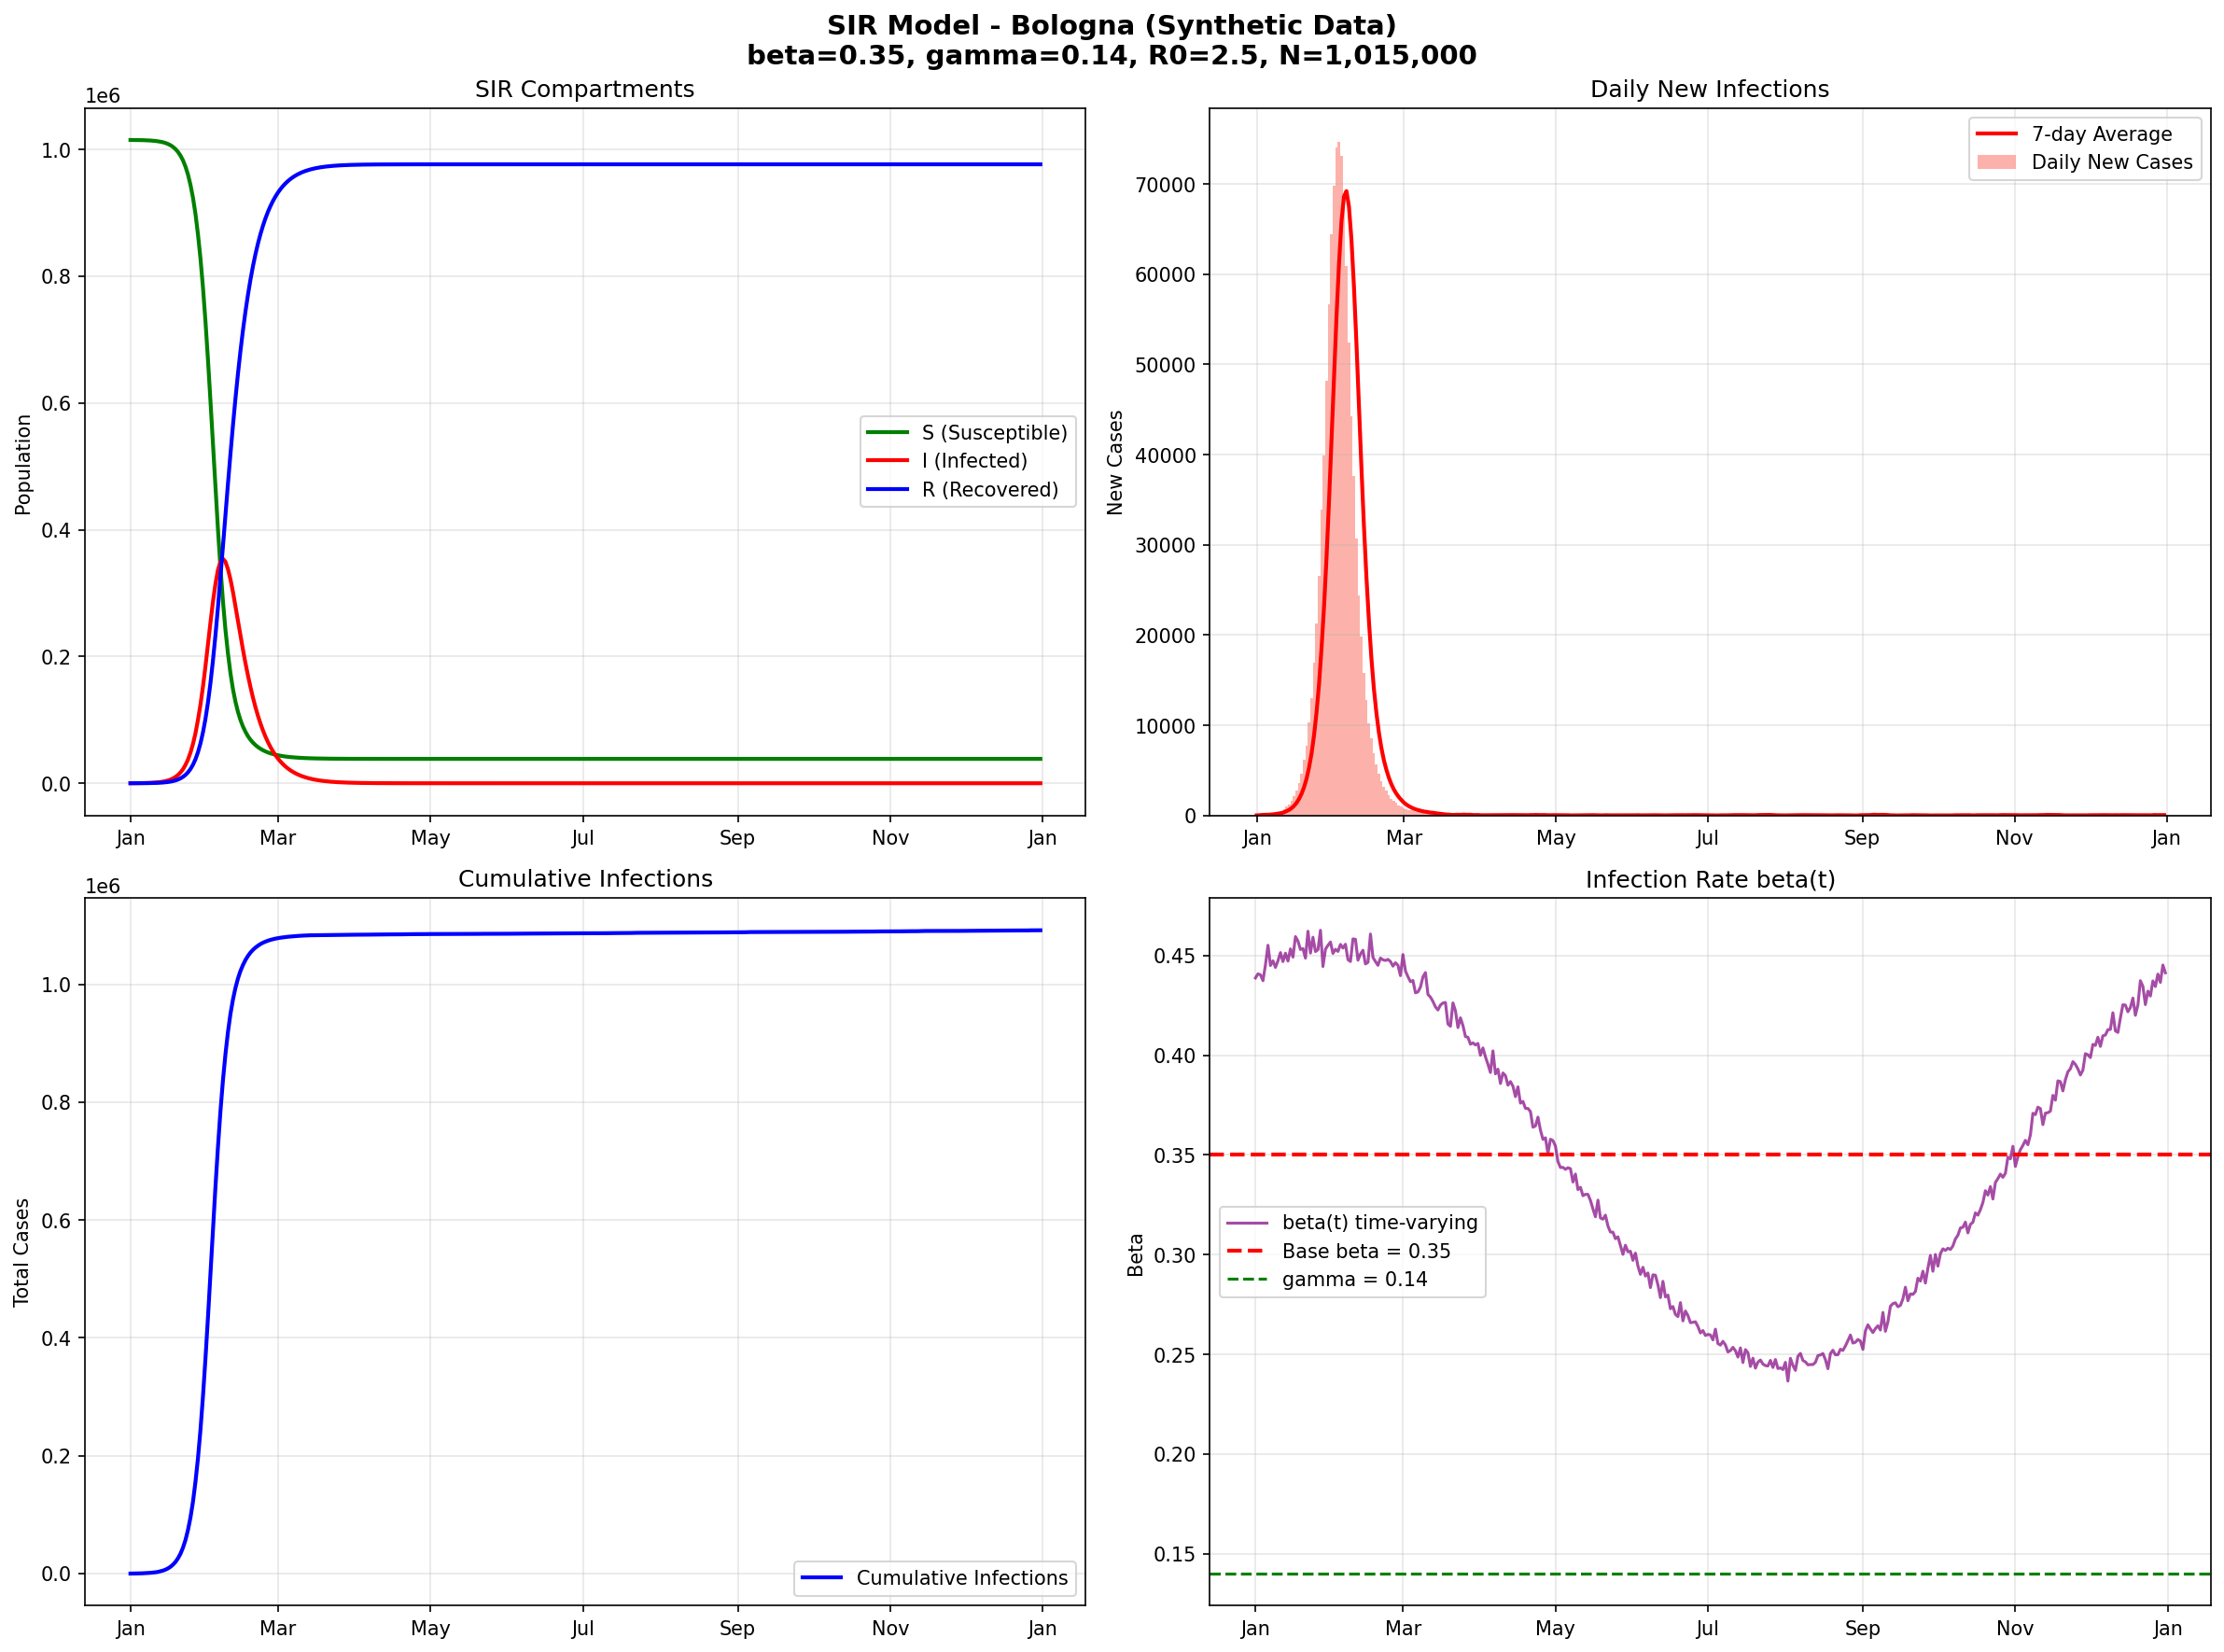 SIR Model - Bologna (Synthetic Data)
beta=0.35, gamma=0.14, R0=2.5, N=1,015,000
SIR Compartments
1e6
Population
1.0
0.8
0.6
0.4
0.2
0.0
S (Susceptible)
I (Infected)
R (Recovered)
Jan
Mar
May
Jul
Sep
Nov
Jan
Daily New Infections
New Cases
70000
60000
50000
40000
30000
20000
10000
0
7-day Average
Daily New Cases
Jan
Mar
May
Jul
Sep
Nov
Jan
Cumulative Infections
1e6
Total Cases
1.0
0.8
0.6
0.4
0.2
0.0
Cumulative Infections
Jan
Mar
May
Jul
Sep
Nov
Jan
Infection Rate beta(t)
Beta
0.45
0.40
0.35
0.30
0.25
0.20
0.15
beta(t) time-varying
Base beta = 0.35
gamma = 0.14
Jan
Mar
May
Jul
Sep
Nov
Jan